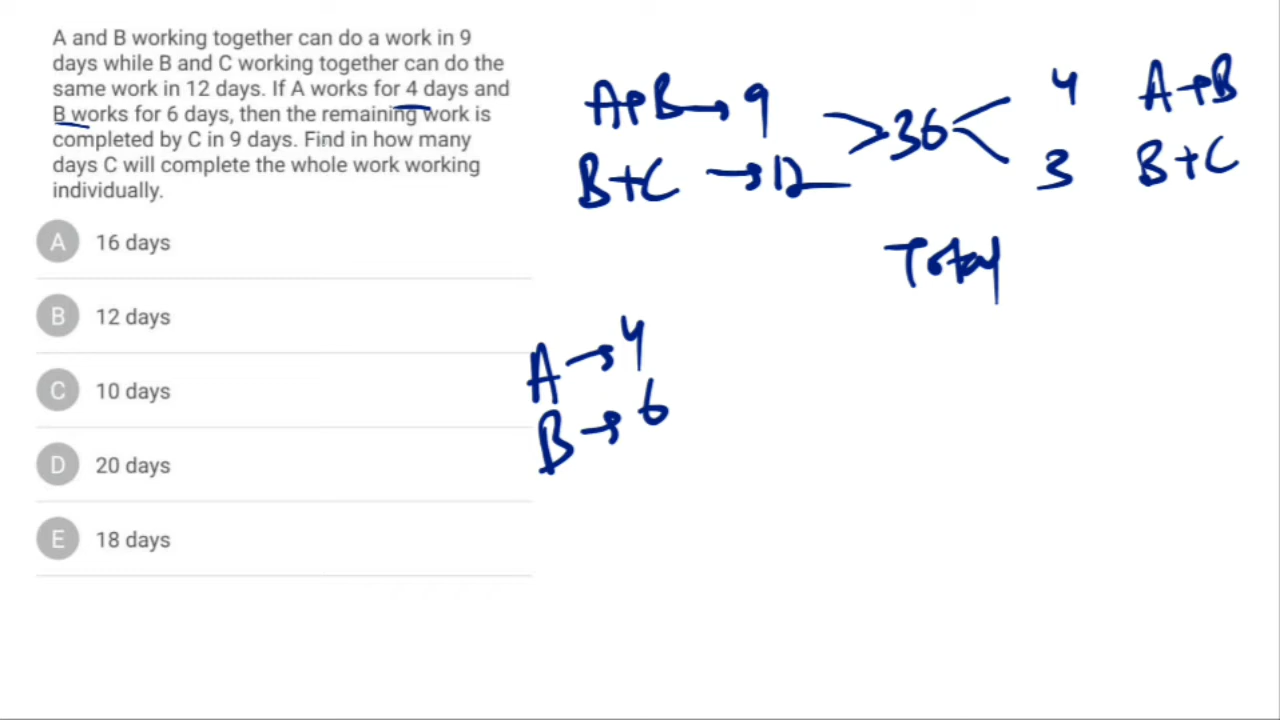 A and B working together can do a work in 9
days while B and C working together can do the
same work in 12 days. If A works for 4 days and
B works for 6 days, then the remaining work is
completed by C in 9 days. Find in how many
days C will complete the whole work working
individually.
A 16 days
B 12 days
C 10 days
D 20 days
E 18 days
A+B → 9
B+C → 12
36
4 A+B
3 B+C
Total
A → 4
B → 6